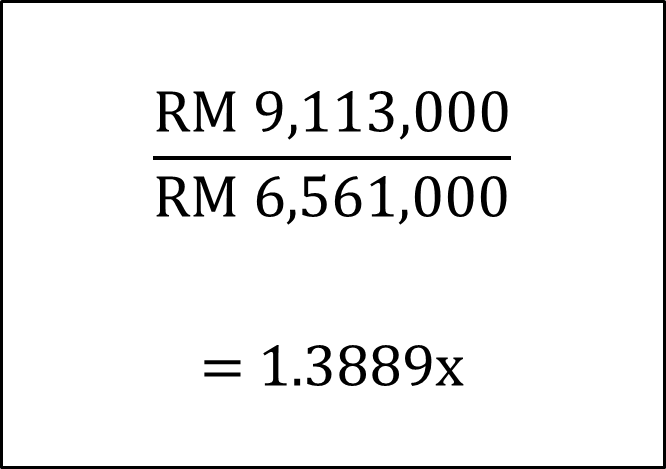 RM 9,113,000
RM 6,561,000
= 1.3889x